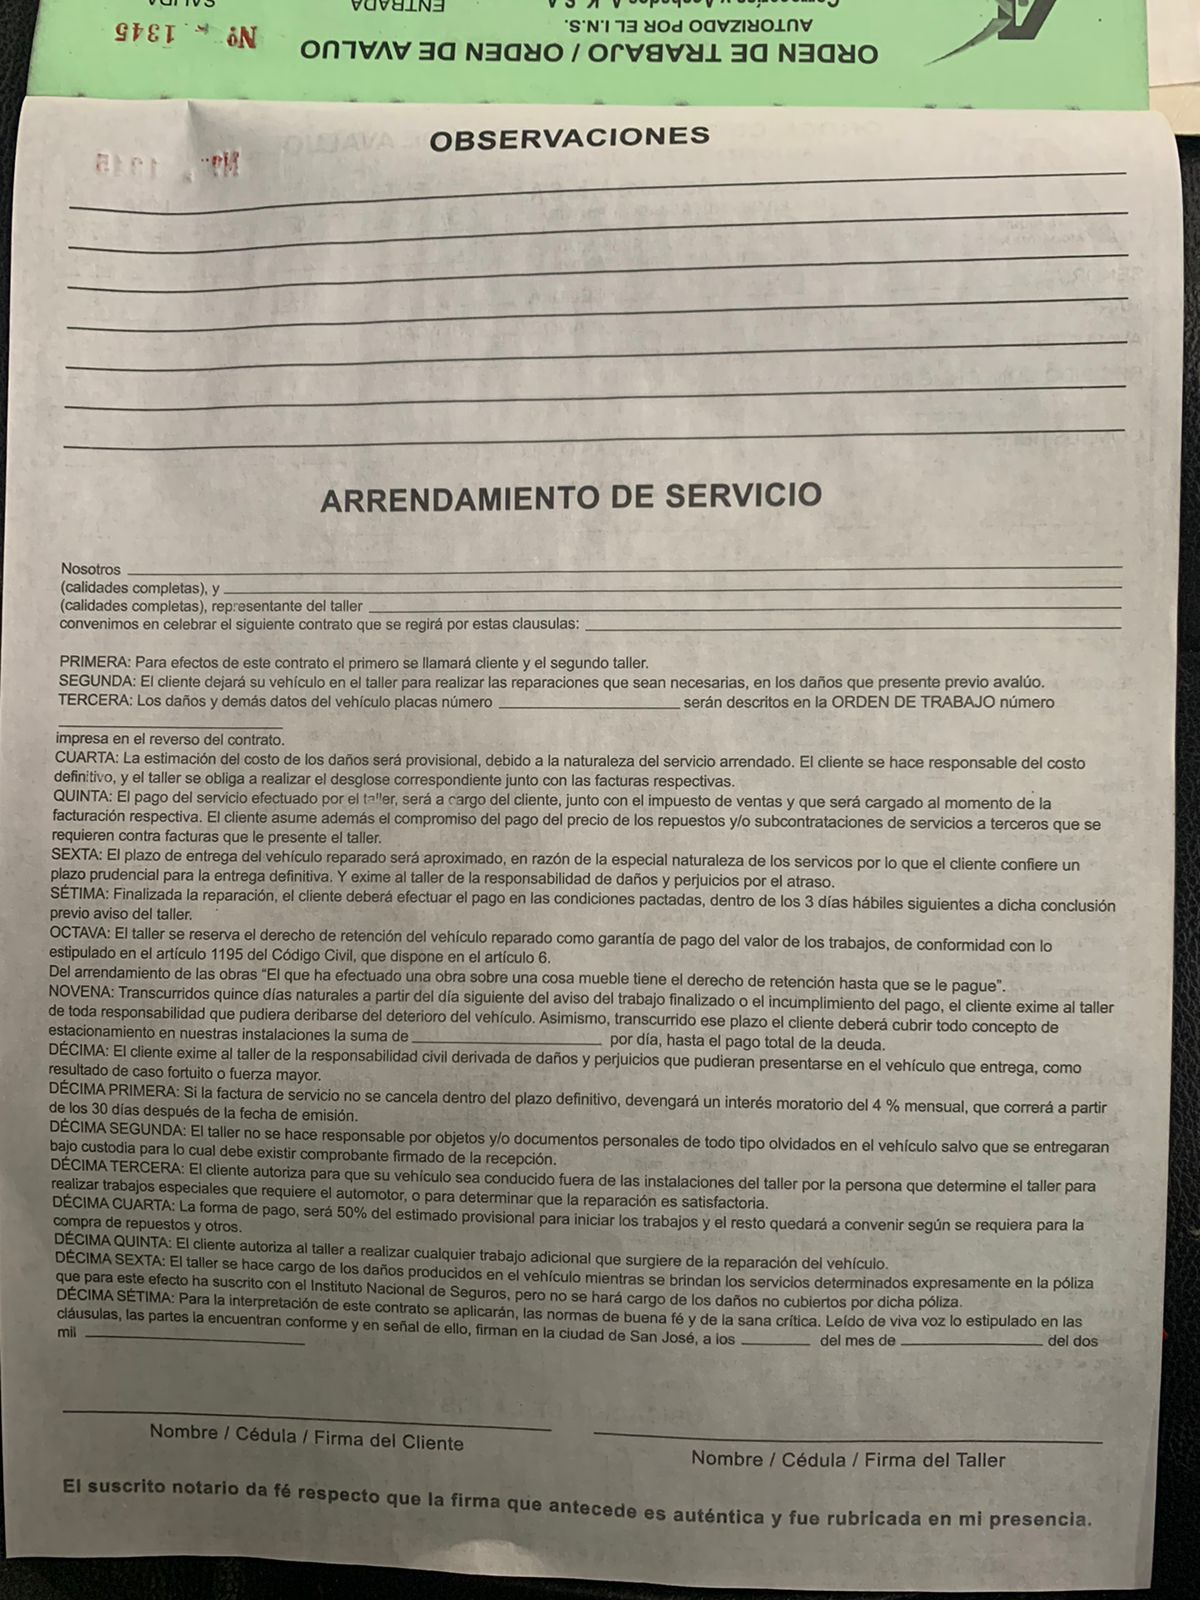 SALIDA
ENTRADA
Nº 1345
AUTORIZADO POR EL I.N.S.
ORDEN DE TRABAJO / ORDEN DE AVALUO
OBSERVACIONES
Nº 1345
ARRENDAMIENTO DE SERVICIO
Nosotros
(calidades completas), y
(calidades completas), representante del taller
convenimos en celebrar el siguiente contrato que se regirá por estas clausulas:
PRIMERA: Para efectos de este contrato el primero se llamará cliente y el segundo taller.
SEGUNDA: El cliente dejará su vehículo en el taller para realizar las reparaciones que sean necesarias, en los daños que presente previo avalúo.
TERCERA: Los daños y demás datos del vehículo placas número ____ serán descritos en la ORDEN DE TRABAJO número
____
impresa en el reverso del contrato.
CUARTA: La estimación del costo de los daños será provisional, debido a la naturaleza del servicio arrendado. El cliente se hace responsable del costo
definitivo, y el taller se obliga a realizar el desglose correspondiente junto con las facturas respectivas.
QUINTA: El pago del servicio efectuado por el taller, será a cargo del cliente, junto con el impuesto de ventas y que será cargado al momento de la
facturación respectiva. El cliente asume además el compromiso del pago del precio de los repuestos y/o subcontrataciones de servicios a terceros que se
requieren contra facturas que le presente el taller.
SEXTA: El plazo de entrega del vehículo reparado será aproximado, en razón de la especial naturaleza de los servicos por lo que el cliente confiere un
plazo prudencial para la entrega definitiva. Y exime al taller de la responsabilidad de daños y perjuicios por el atraso.
SÉTIMA: Finalizada la reparación, el cliente deberá efectuar el pago en las condiciones pactadas, dentro de los 3 días hábiles siguientes a dicha conclusión
previo aviso del taller.
OCTAVA: El taller se reserva el derecho de retención del vehículo reparado como garantía de pago del valor de los trabajos, de conformidad con lo
estipulado en el artículo 1195 del Código Civil, que dispone en el artículo 6.
Del arrendamiento de las obras “El que ha efectuado una obra sobre una cosa mueble tiene el derecho de retención hasta que se le pague”.
NOVENA: Transcurridos quince días naturales a partir del día siguiente del aviso del trabajo finalizado o el incumplimiento del pago, el cliente exime al taller
de toda responsabilidad que pudiera deribarse del deterioro del vehículo. Asimismo, transcurrido ese plazo el cliente deberá cubrir todo concepto de
estacionamiento en nuestras instalaciones la suma de ____ por día, hasta el pago total de la deuda.
DÉCIMA: El cliente exime al taller de la responsabilidad civil derivada de daños y perjuicios que pudieran presentarse en el vehículo que entrega, como
resultado de caso fortuito o fuerza mayor.
DÉCIMA PRIMERA: Si la factura de servicio no se cancela dentro del plazo definitivo, devengará un interés moratorio del 4 % mensual, que correrá a partir
de los 30 días después de la fecha de emisión.
DÉCIMA SEGUNDA: El taller no se hace responsable por objetos y/o documentos personales de todo tipo olvidados en el vehículo salvo que se entregaran
bajo custodia para lo cual debe existir comprobante firmado de la recepción.
DÉCIMA TERCERA: El cliente autoriza para que su vehículo sea conducido fuera de las instalaciones del taller por la persona que determine el taller para
realizar trabajos especiales que requiere el automotor, o para determinar que la reparación es satisfactoria.
DÉCIMA CUARTA: La forma de pago, será 50% del estimado provisional para iniciar los trabajos y el resto quedará a convenir según se requiera para la
compra de repuestos y otros.
DÉCIMA QUINTA: El cliente autoriza al taller a realizar cualquier trabajo adicional que surgiere de la reparación del vehículo.
DÉCIMA SEXTA: El taller se hace cargo de los daños producidos en el vehículo mientras se brindan los servicios determinados expresamente en la póliza
que para este efecto ha suscrito con el Instituto Nacional de Seguros, pero no se hará cargo de los daños no cubiertos por dicha póliza.
DÉCIMA SÉTIMA: Para la interpretación de este contrato se aplicarán, las normas de buena fé y de la sana crítica. Leído de viva voz lo estipulado en las
cláusulas, las partes la encuentran conforme y en señal de ello, firman en la ciudad de San José, a los ____ del mes de ____ del dos
mil ____
Nombre / Cédula / Firma del Cliente
Nombre / Cédula / Firma del Taller
El suscrito notario da fé respecto que la firma que antecede es auténtica y fue rubricada en mi presencia.